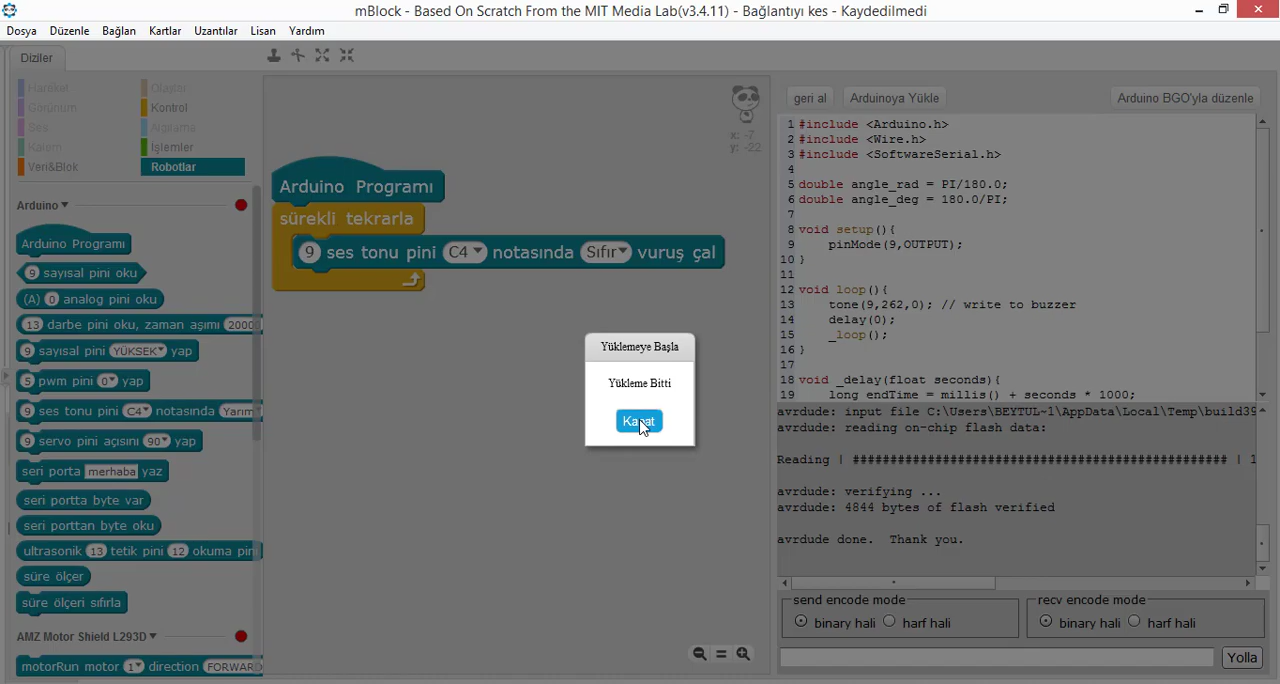 mBlock - Based On Scratch From the MIT Media Lab(v3.4.11) - Bağlantıyı kes - Kaydedilmedi
Dosya Düzenle Bağlan Kartlar Uzantılar Lisan Yardım
Diziler
Hareket Olaylar
Görünüm Kontrol
Ses Algılama
Kalem İşlemler
Veri&Blok Robotlar
Arduino
Arduino Programı
9 sayısal pini oku
(A) 0 analog pini oku
13 darbe pini oku, zaman aşımı 2000
9 sayısal pini YÜKSEK yap
5 pwm pini 0 yap
9 ses tonu pini C4 notasında Yarım
9 servo pini açısını 90 yap
seri porta merhaba yaz
seri portta byte var
seri porttan byte oku
ultrasonik 13 tetik pini 12 okuma pini
süre ölçer
süre ölçeri sıfırla
AMZ Motor Shield L293D
motorRun motor 1 direction FORWARD
x: -7
y: -22
Arduino Programı
sürekli tekrarla
9 ses tonu pini C4 notasında Sıfır vuruş çal
Yüklemeye Başla
Yükleme Bitti
Kapat
geri al Arduinoya Yükle Arduino BGO'yla düzenle
1 #include <Arduino.h>
2 #include <Wire.h>
3 #include <SoftwareSerial.h>
4
5 double angle_rad = PI/180.0;
6 double angle_deg = 180.0/PI;
7
8 void setup(){
9 pinMode(9,OUTPUT);
10 }
11
12 void loop(){
13 tone(9,262,0); // write to buzzer
14 delay(0);
15 _loop();
16 }
17
18 void _delay(float seconds){
19 long endTime = millis() + seconds * 1000;
avrdude: input file C:\Users\BEYTUL~1\AppData\Local\Temp\build39
avrdude: reading on-chip flash data:
Reading | ################################################## | 1
avrdude: verifying ...
avrdude: 4844 bytes of flash verified
avrdude done. Thank you.
send encode mode recv encode mode
binary hali harf hali binary hali harf hali
Yolla